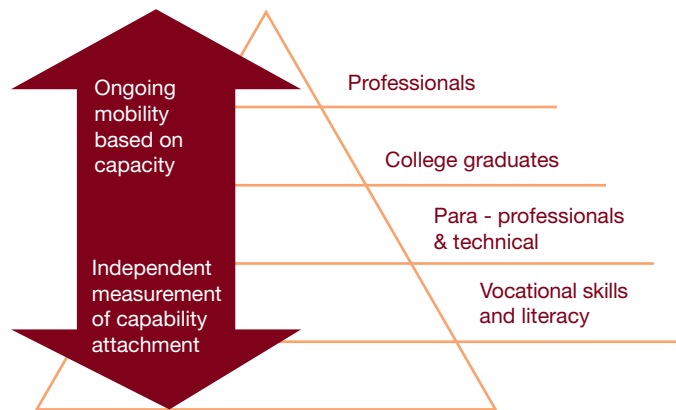 Ongoing
mobility
based on
capacity
Independent
measurement
of capability
attachment
Professionals
College graduates
Para - professionals
& technical
Vocational skills
and literacy